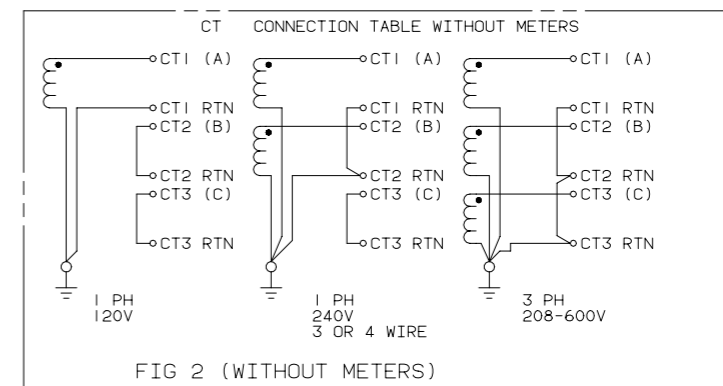 CT CONNECTION TABLE WITHOUT METERS
CT1 (A)
CT1 RTN
CT2 (B)
CT2 RTN
CT3 (C)
CT3 RTN
1 PH
120V
CT1 (A)
CT1 RTN
CT2 (B)
CT2 RTN
CT3 (C)
CT3 RTN
1 PH
240V
3 OR 4 WIRE
CT1 (A)
CT1 RTN
CT2 (B)
CT2 RTN
CT3 (C)
CT3 RTN
3 PH
208-600V
FIG 2 (WITHOUT METERS)